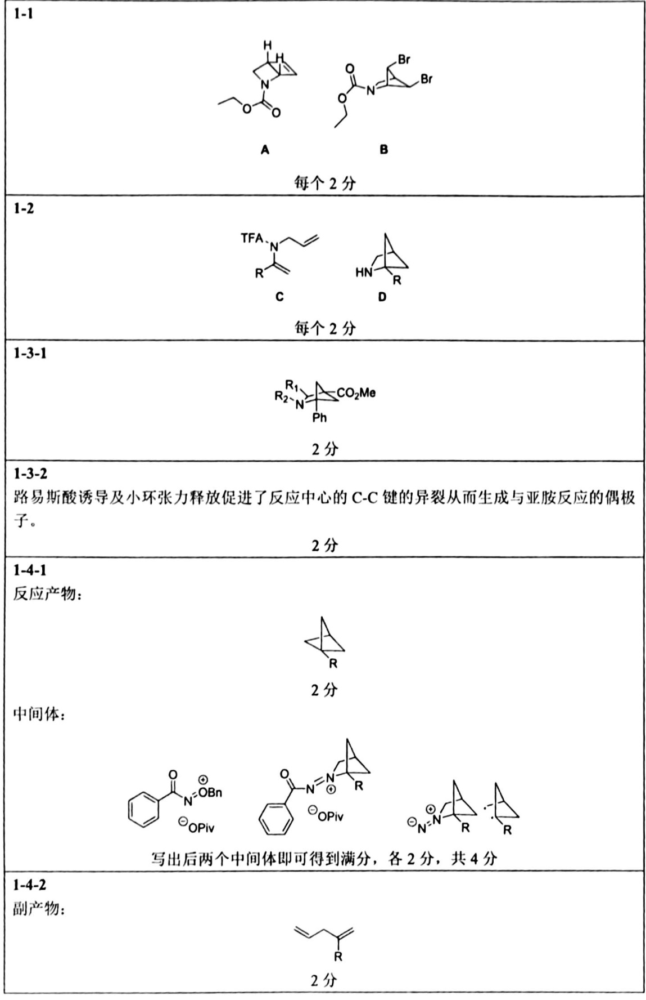 1-1
H
H
N
O
O
A
O
O
N
Br
Br
B
每个 2 分
1-2
TFA
N
R
C
HN
R
D
每个 2 分
1-3-1
R1
R2
N
CO2Me
Ph
2 分
1-3-2
路易斯酸诱导及小环张力释放促进了反应中心的 C-C 键的异裂从而生成与亚胺反应的偶极
子。
2 分
1-4-1
反应产物:
R
2 分
中间体:
O
N
⊕
OBn
⊖OPiv
O
N
N
⊕
R
⊖OPiv
⊖N
⊕
N
R
R
写出后两个中间体即可得到满分，各 2 分，共 4 分
1-4-2
副产物:
R
2 分